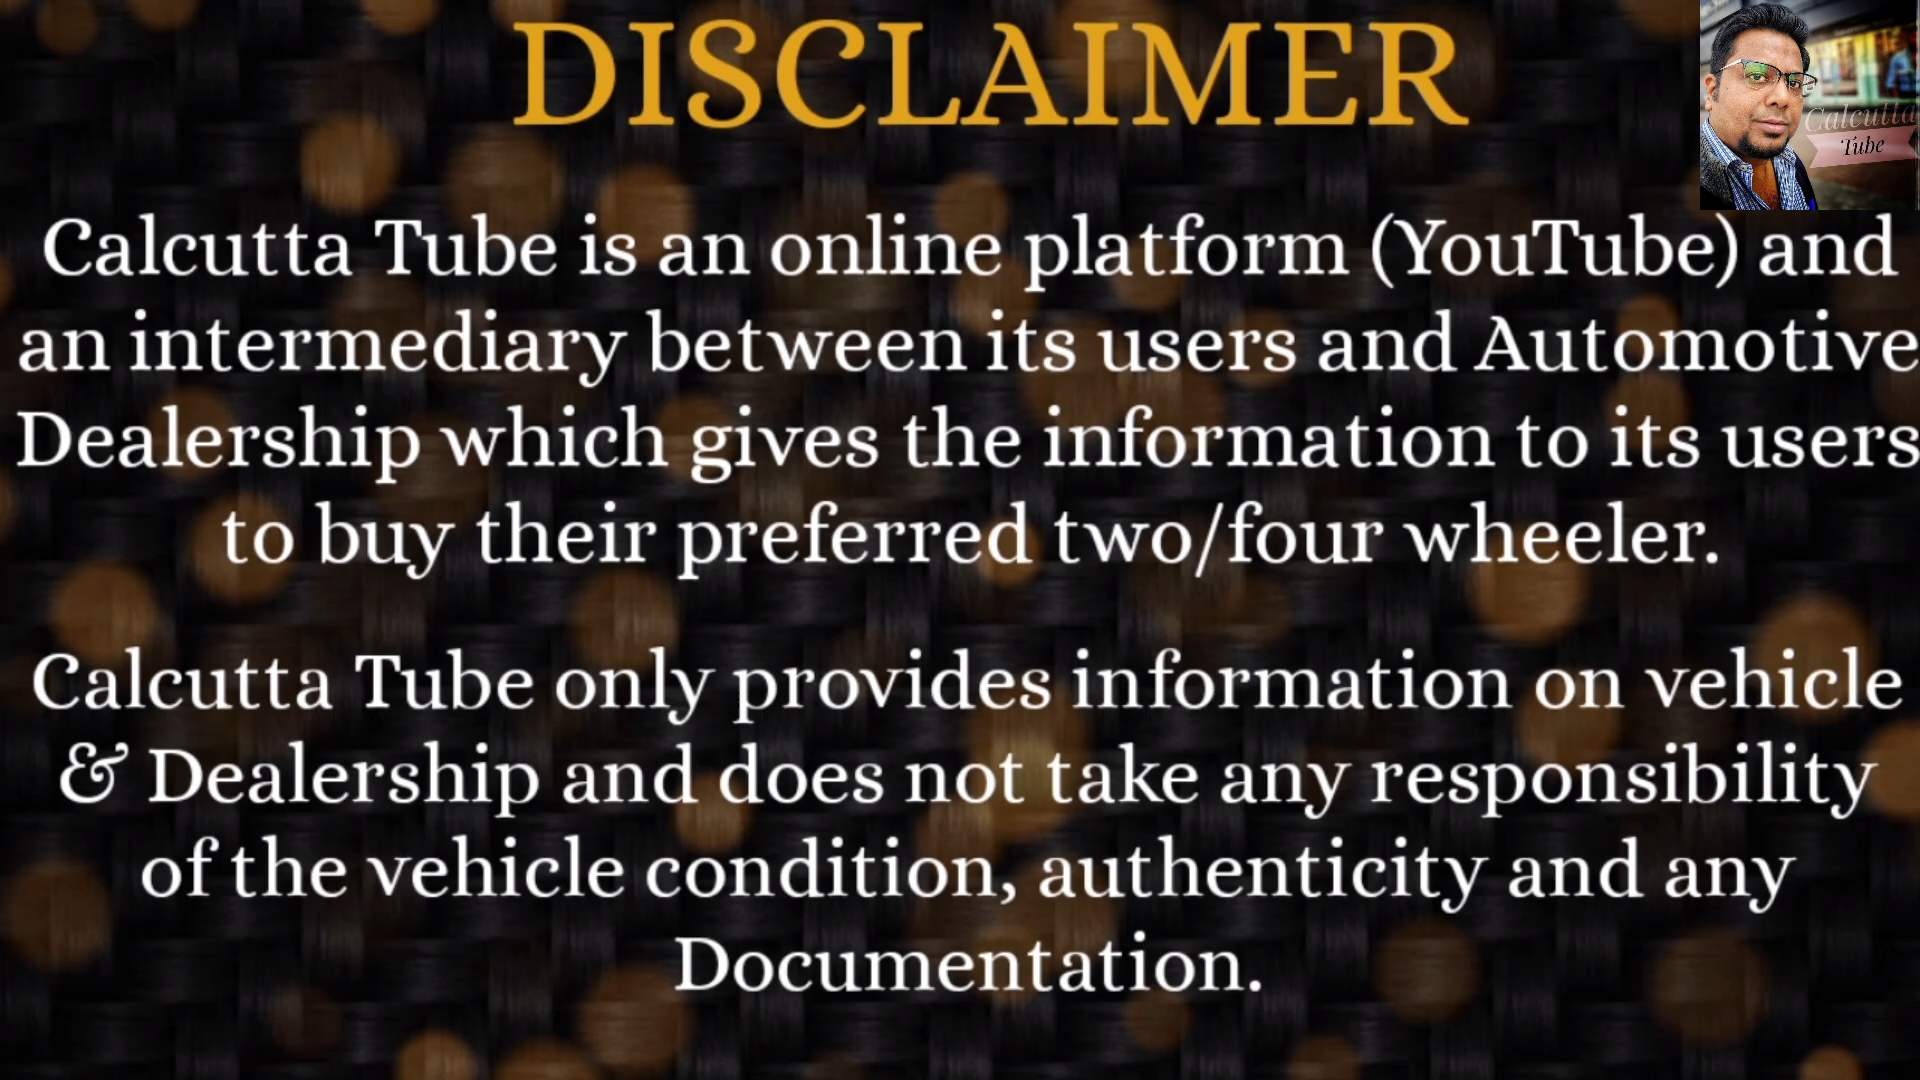 DISCLAIMER
Calcutta
Tube
Calcutta Tube is an online platform (YouTube) and
an intermediary between its users and Automotive
Dealership which gives the information to its users
to buy their preferred two/four wheeler.
Calcutta Tube only provides information on vehicle
& Dealership and does not take any responsibility
of the vehicle condition, authenticity and any
Documentation.